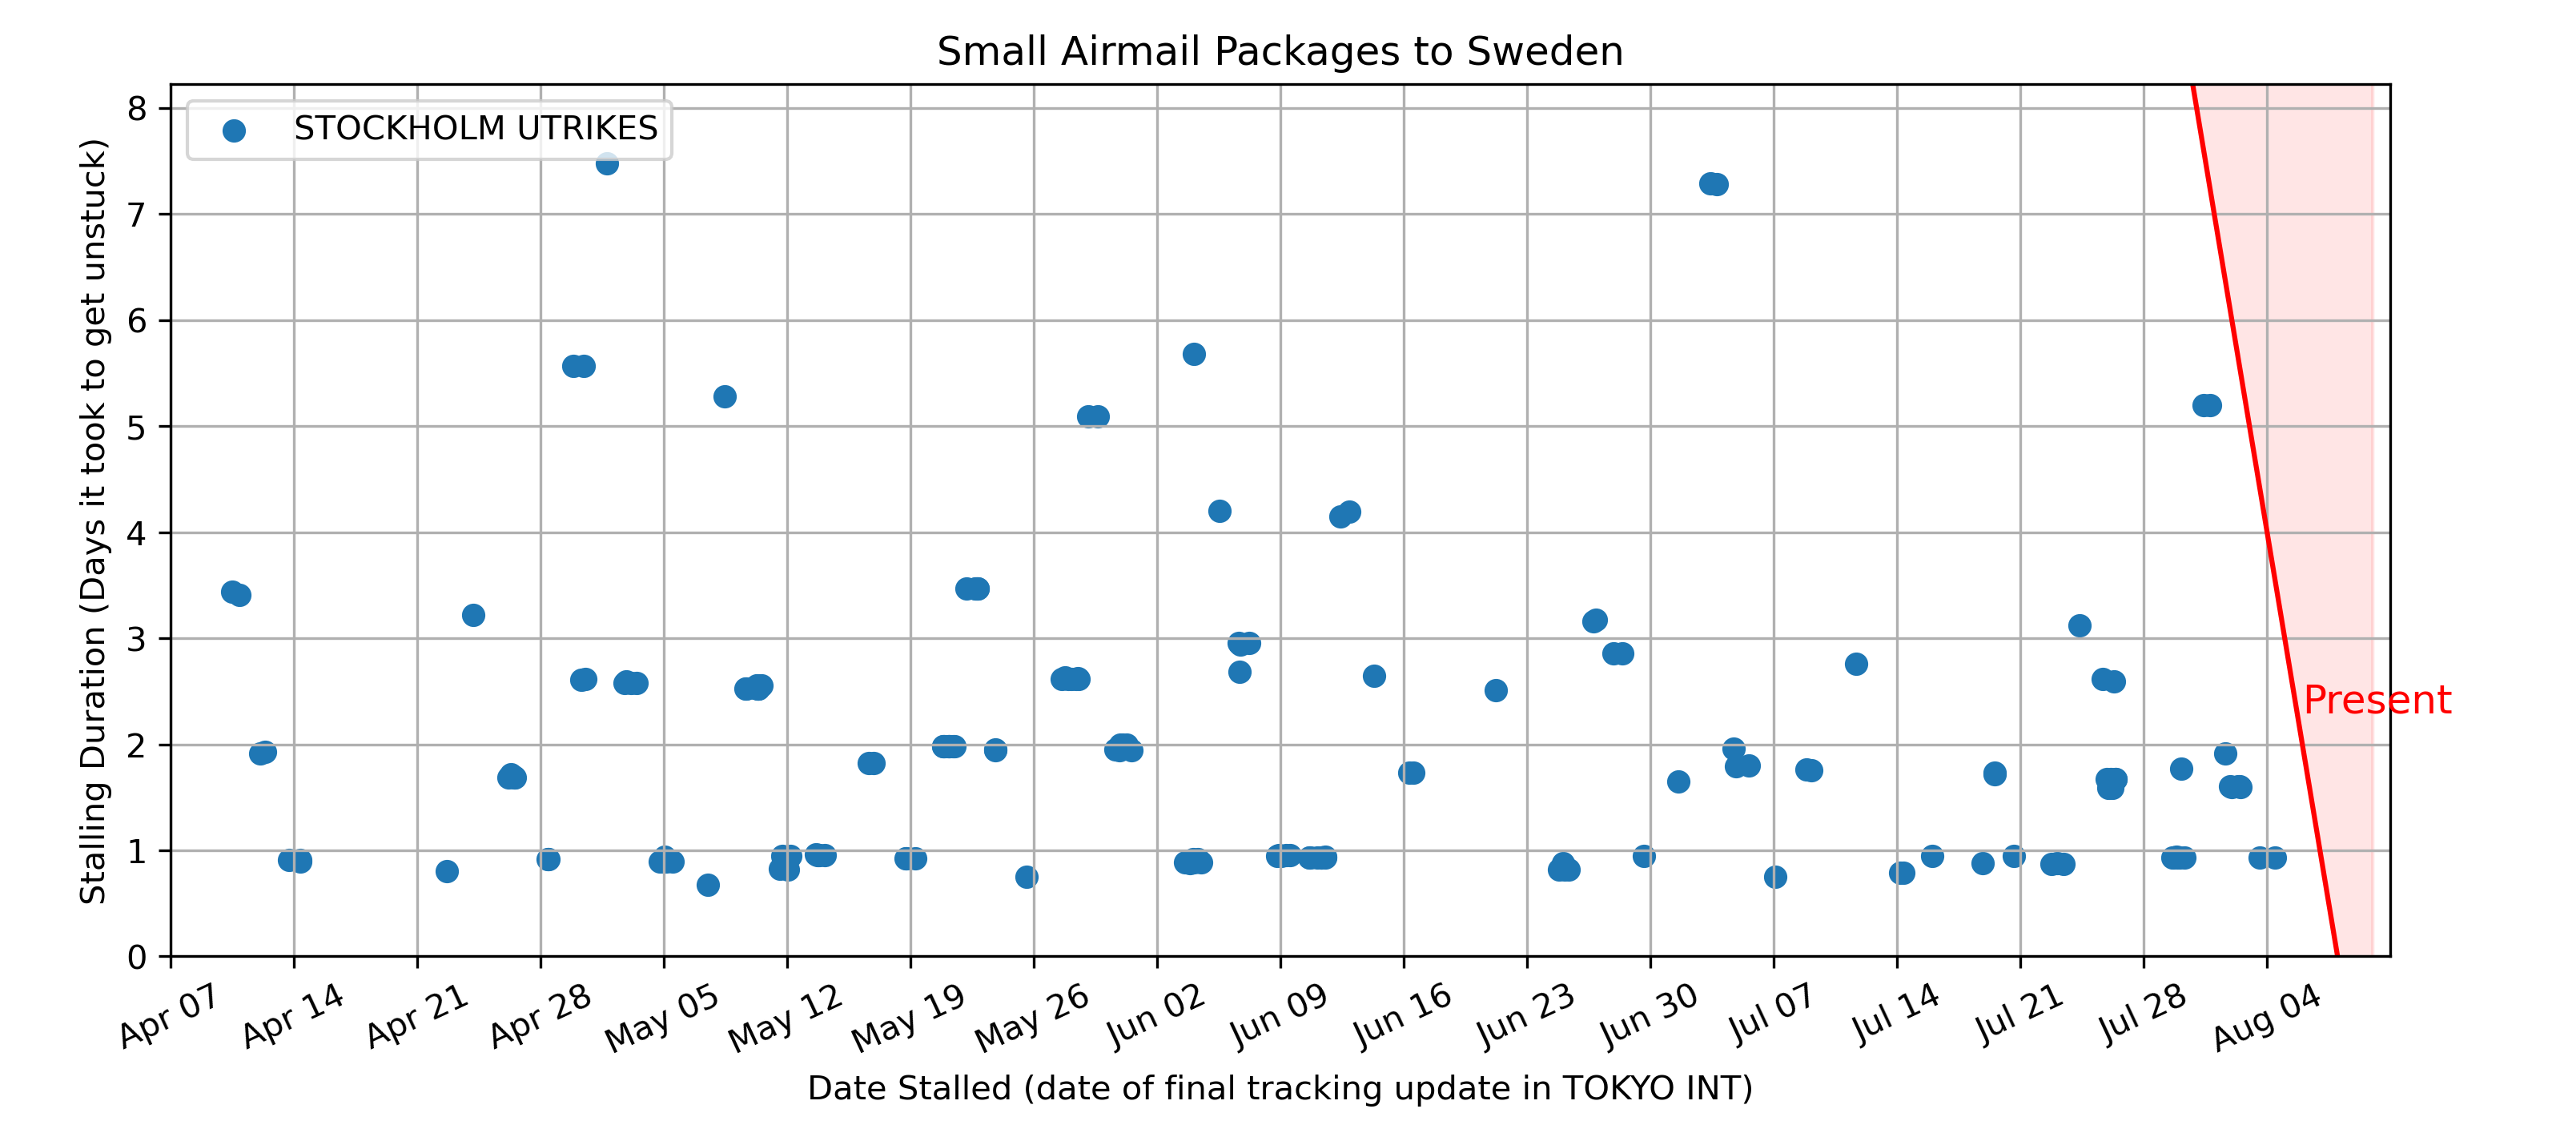 Small Airmail Packages to Sweden
STOCKHOLM UTRIKES
Stalling Duration (Days it took to get unstuck)
8
7
6
5
4
3
2
1
0
Present
Apr 07
Apr 14
Apr 21
Apr 28
May 05
May 12
May 19
May 26
Jun 02
Jun 09
Jun 16
Jun 23
Jun 30
Jul 07
Jul 14
Jul 21
Jul 28
Aug 04
Date Stalled (date of final tracking update in TOKYO INT)